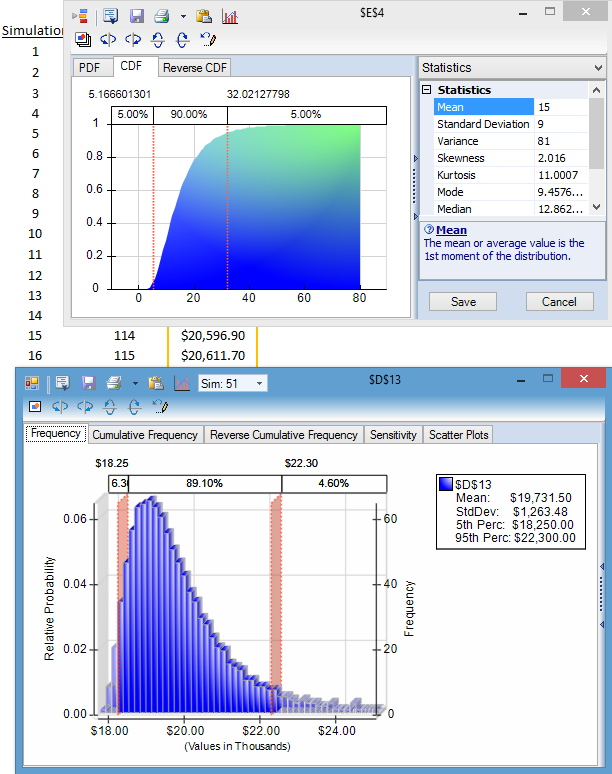 $E$4
Simulation
1
2
3
4
5
6
7
8
9
10
11
12
13
14
15 114 $20,596.90
16 115 $20,611.70
PDF CDF Reverse CDF
5.166601301 32.02127798
5.00% 90.00% 5.00%
1
0.8
0.6
0.4
0.2
0
0 20 40 60 80
Statistics
Statistics
Mean 15
Standard Deviation 9
Variance 81
Skewness 2.016
Kurtosis 11.0007
Mode 9.4576...
Median 12.862...
Mean
The mean or average value is the
1st moment of the distribution.
Save Cancel
Sim: 51 $D$13
Frequency Cumulative Frequency Reverse Cumulative Frequency Sensitivity Scatter Plots
$18.25 $22.30
6.3 89.10% 4.60%
Relative Probability
0.06
0.04
0.02
0.00
60
40
20
0
Frequency
$18.00 $20.00 $22.00 $24.00
(Values in Thousands)
$D$13
Mean: $19,731.50
StdDev: $1,263.48
5th Perc: $18,250.00
95th Perc: $22,300.00